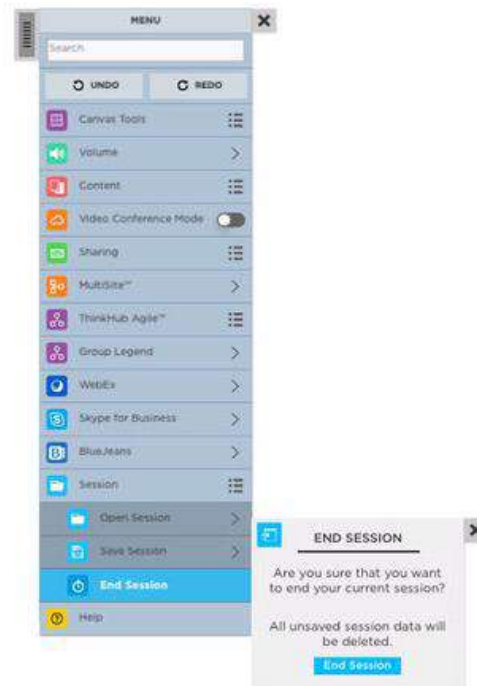 MENU
Search
UNDO REDO
Canvas Tools
Volume
Content
Video Conference Mode
Sharing
MultiSite™
ThinkHub Agile™
Group Legend
WebEx
Skype for Business
BlueJeans
Session
Open Session
Save Session
End Session
Help
END SESSION
Are you sure that you want
to end your current session?
All unsaved session data will
be deleted.
End Session